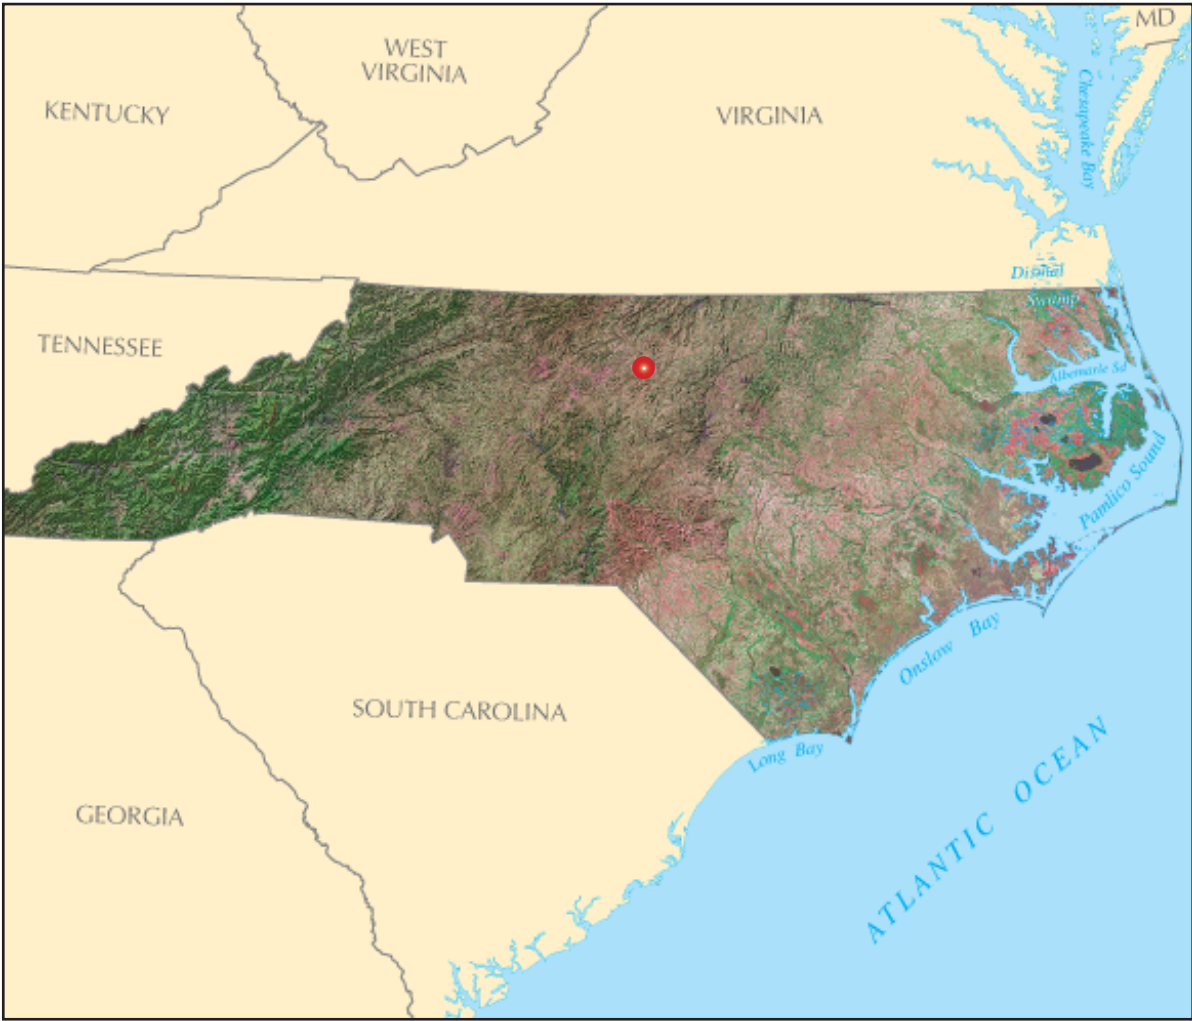 MD
WEST
VIRGINIA
KENTUCKY
VIRGINIA
Chesapeake Bay
Dismal
Swamp
TENNESSEE
Albemarle Sd
Pamlico Sound
Onslow Bay
SOUTH CAROLINA
Long Bay
GEORGIA
ATLANTIC OCEAN